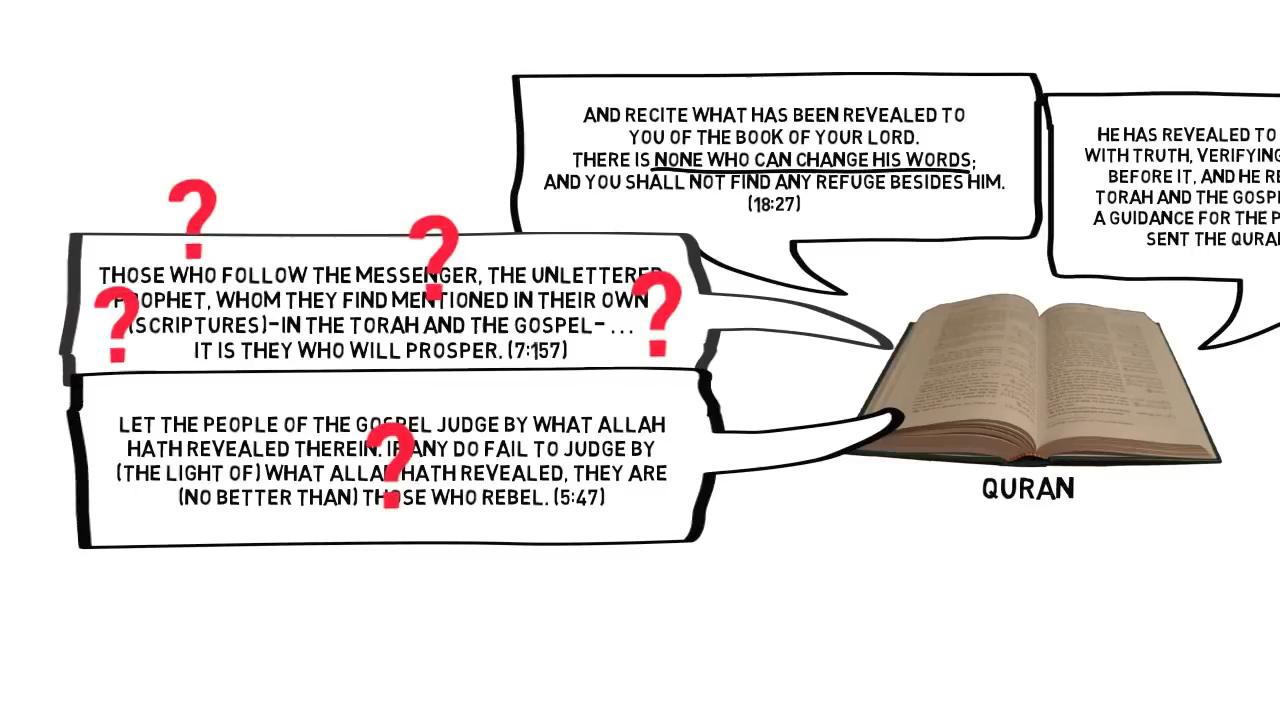 AND RECITE WHAT HAS BEEN REVEALED TO
YOU OF THE BOOK OF YOUR LORD.
THERE IS NONE WHO CAN CHANGE HIS WORDS;
AND YOU SHALL NOT FIND ANY REFUGE BESIDES HIM.
(18:27)
HE HAS REVEALED TO
WITH TRUTH, VERIFYING
BEFORE IT, AND HE RE
TORAH AND THE GOSP
A GUIDANCE FOR THE P
SENT THE QURA
THOSE WHO FOLLOW THE MESSENGER, THE UNLETTERED
PROPHET, WHOM THEY FIND MENTIONED IN THEIR OWN
(SCRIPTURES)-IN THE TORAH AND THE GOSPEL- ...
IT IS THEY WHO WILL PROSPER. (7:157)
LET THE PEOPLE OF THE GOSPEL JUDGE BY WHAT ALLAH
HATH REVEALED THEREIN. IF ANY DO FAIL TO JUDGE BY
(THE LIGHT OF) WHAT ALLAH HATH REVEALED, THEY ARE
(NO BETTER THAN) THOSE WHO REBEL. (5:47)
QURAN
? ? ? ? ?